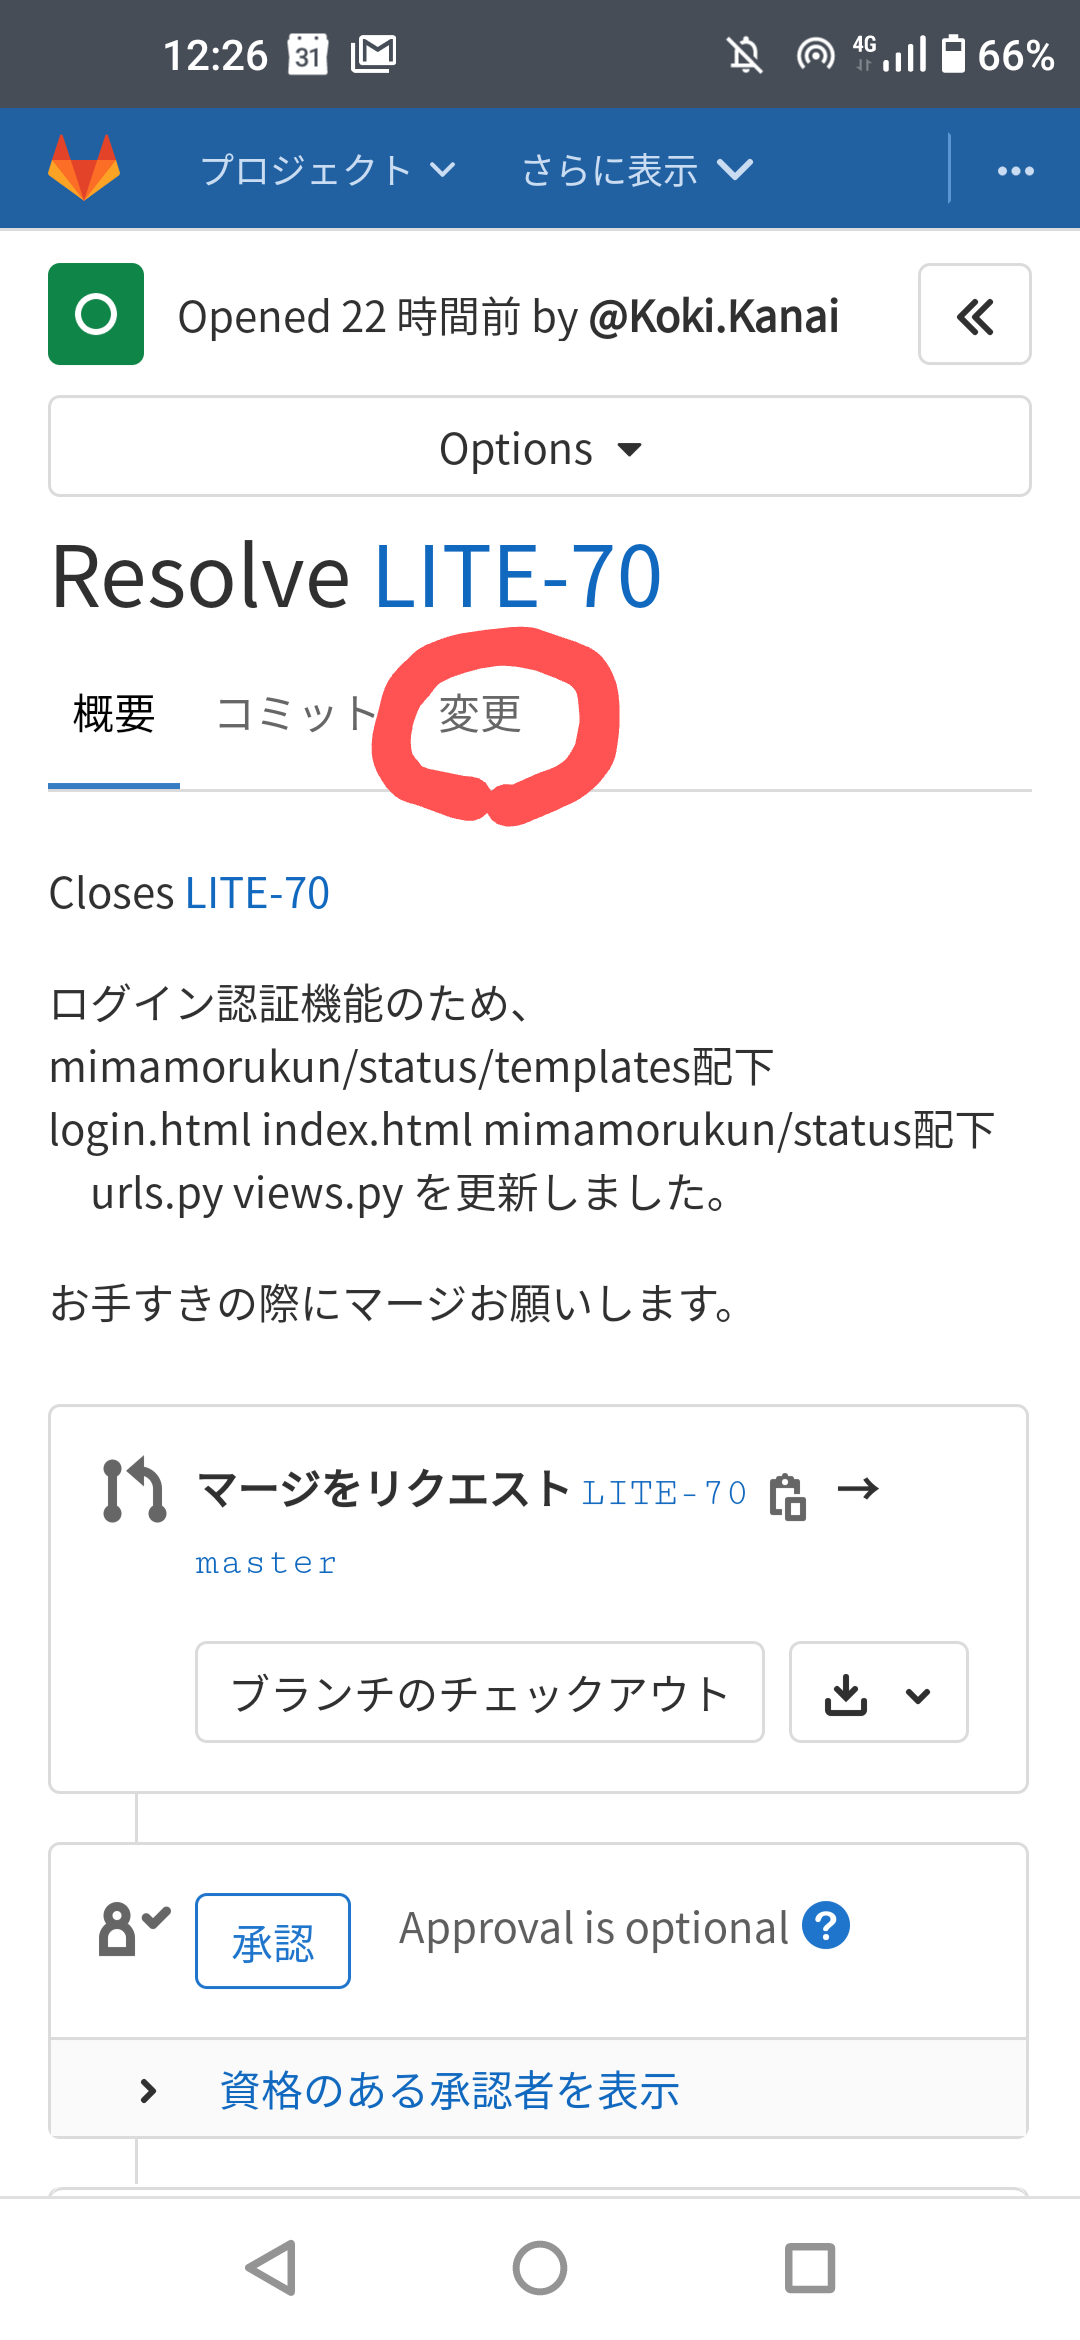 12:26 31 4G 66%
プロジェクト さらに表示
Opened 22 時間前 by @Koki.Kanai
Options
Resolve LITE-70
概要 コミット 変更
Closes LITE-70
ログイン認証機能のため、
mimamorukun/status/templates配下
login.html index.html mimamorukun/status配下
urls.py views.py を更新しました。
お手すきの際にマージお願いします。
マージをリクエスト LITE-70 →
master
ブランチのチェックアウト
承認 Approval is optional ?
資格のある承認者を表示